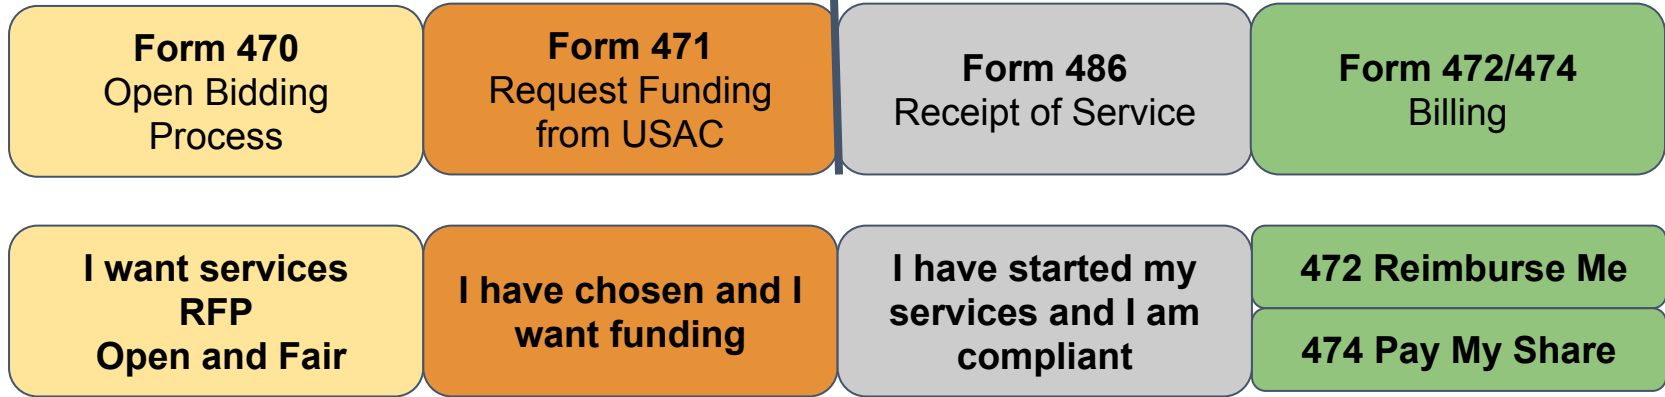 Form 470
Open Bidding
Process
Form 471
Request Funding
from USAC
Form 486
Receipt of Service
Form 472/474
Billing
I want services
RFP
Open and Fair
I have chosen and I
want funding
I have started my
services and I am
compliant
472 Reimburse Me
474 Pay My Share